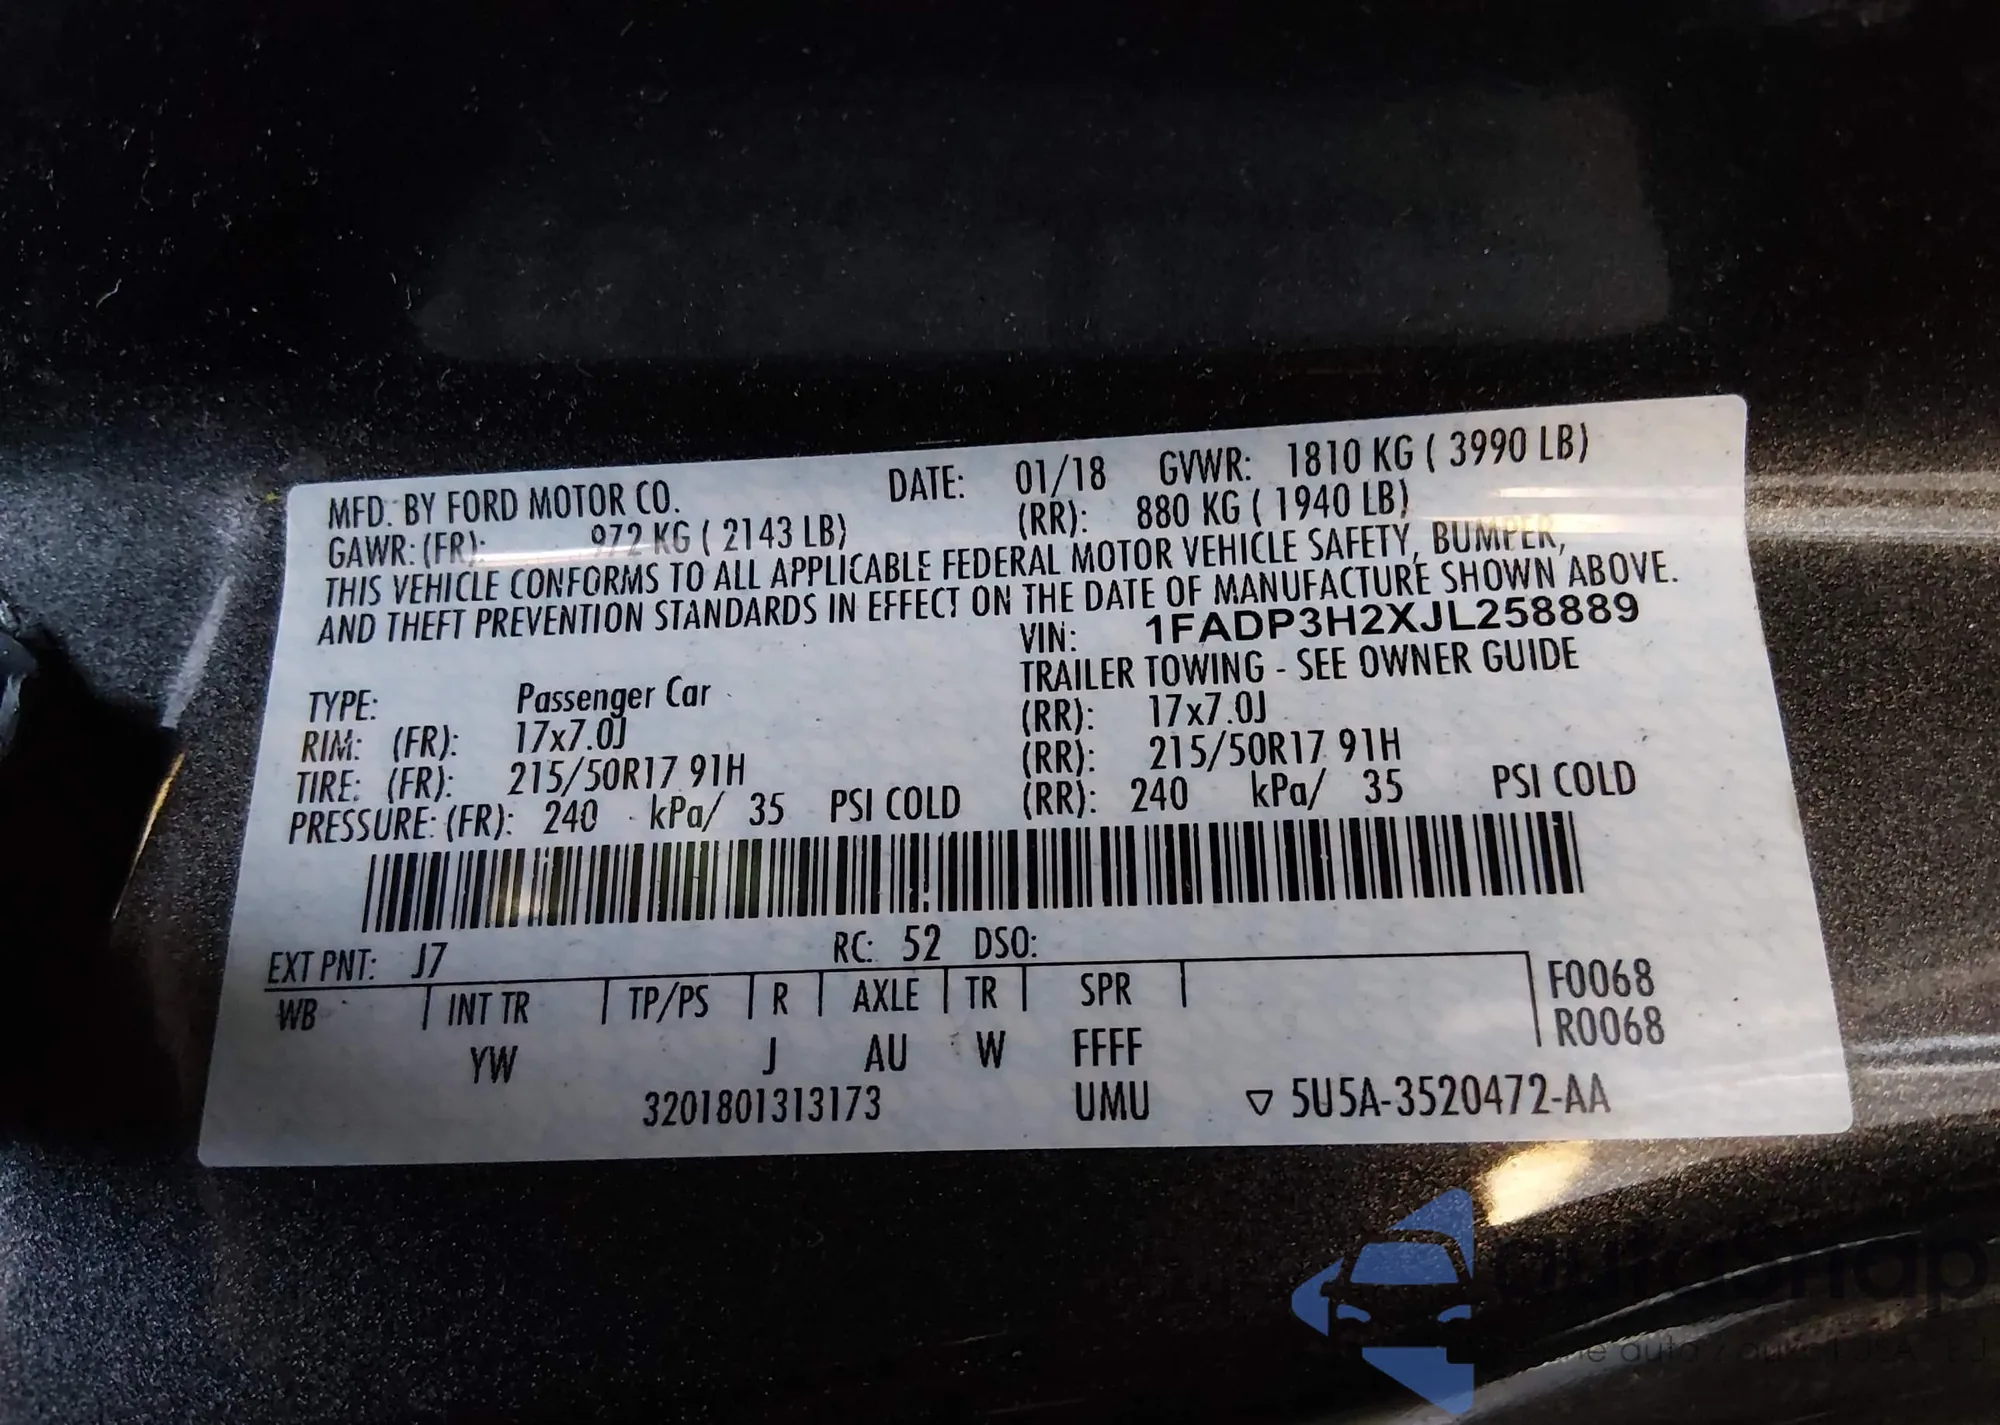 MFD. BY FORD MOTOR CO. DATE: 01/18 GVWR: 1810 KG ( 3990 LB)
GAWR: (FR): 972 KG ( 2143 LB) (RR): 880 KG ( 1940 LB)
THIS VEHICLE CONFORMS TO ALL APPLICABLE FEDERAL MOTOR VEHICLE SAFETY, BUMPER,
AND THEFT PREVENTION STANDARDS IN EFFECT ON THE DATE OF MANUFACTURE SHOWN ABOVE.
VIN: 1FADP3H2XJL258889
TYPE: Passenger Car TRAILER TOWING - SEE OWNER GUIDE
RIM: (FR): 17x7.0J (RR): 17x7.0J
TIRE: (FR): 215/50R17 91H (RR): 215/50R17 91H
PRESSURE: (FR): 240 kPa/ 35 PSI COLD (RR): 240 kPa/ 35 PSI COLD
EXT PNT: J7 RC: 52 DSO:
WB INT TR TP/PS R AXLE TR SPR F0068
YW J AU W FFFF R0068
3201801313173 UMU ▽ 5U5A-3520472-AA
autosnap